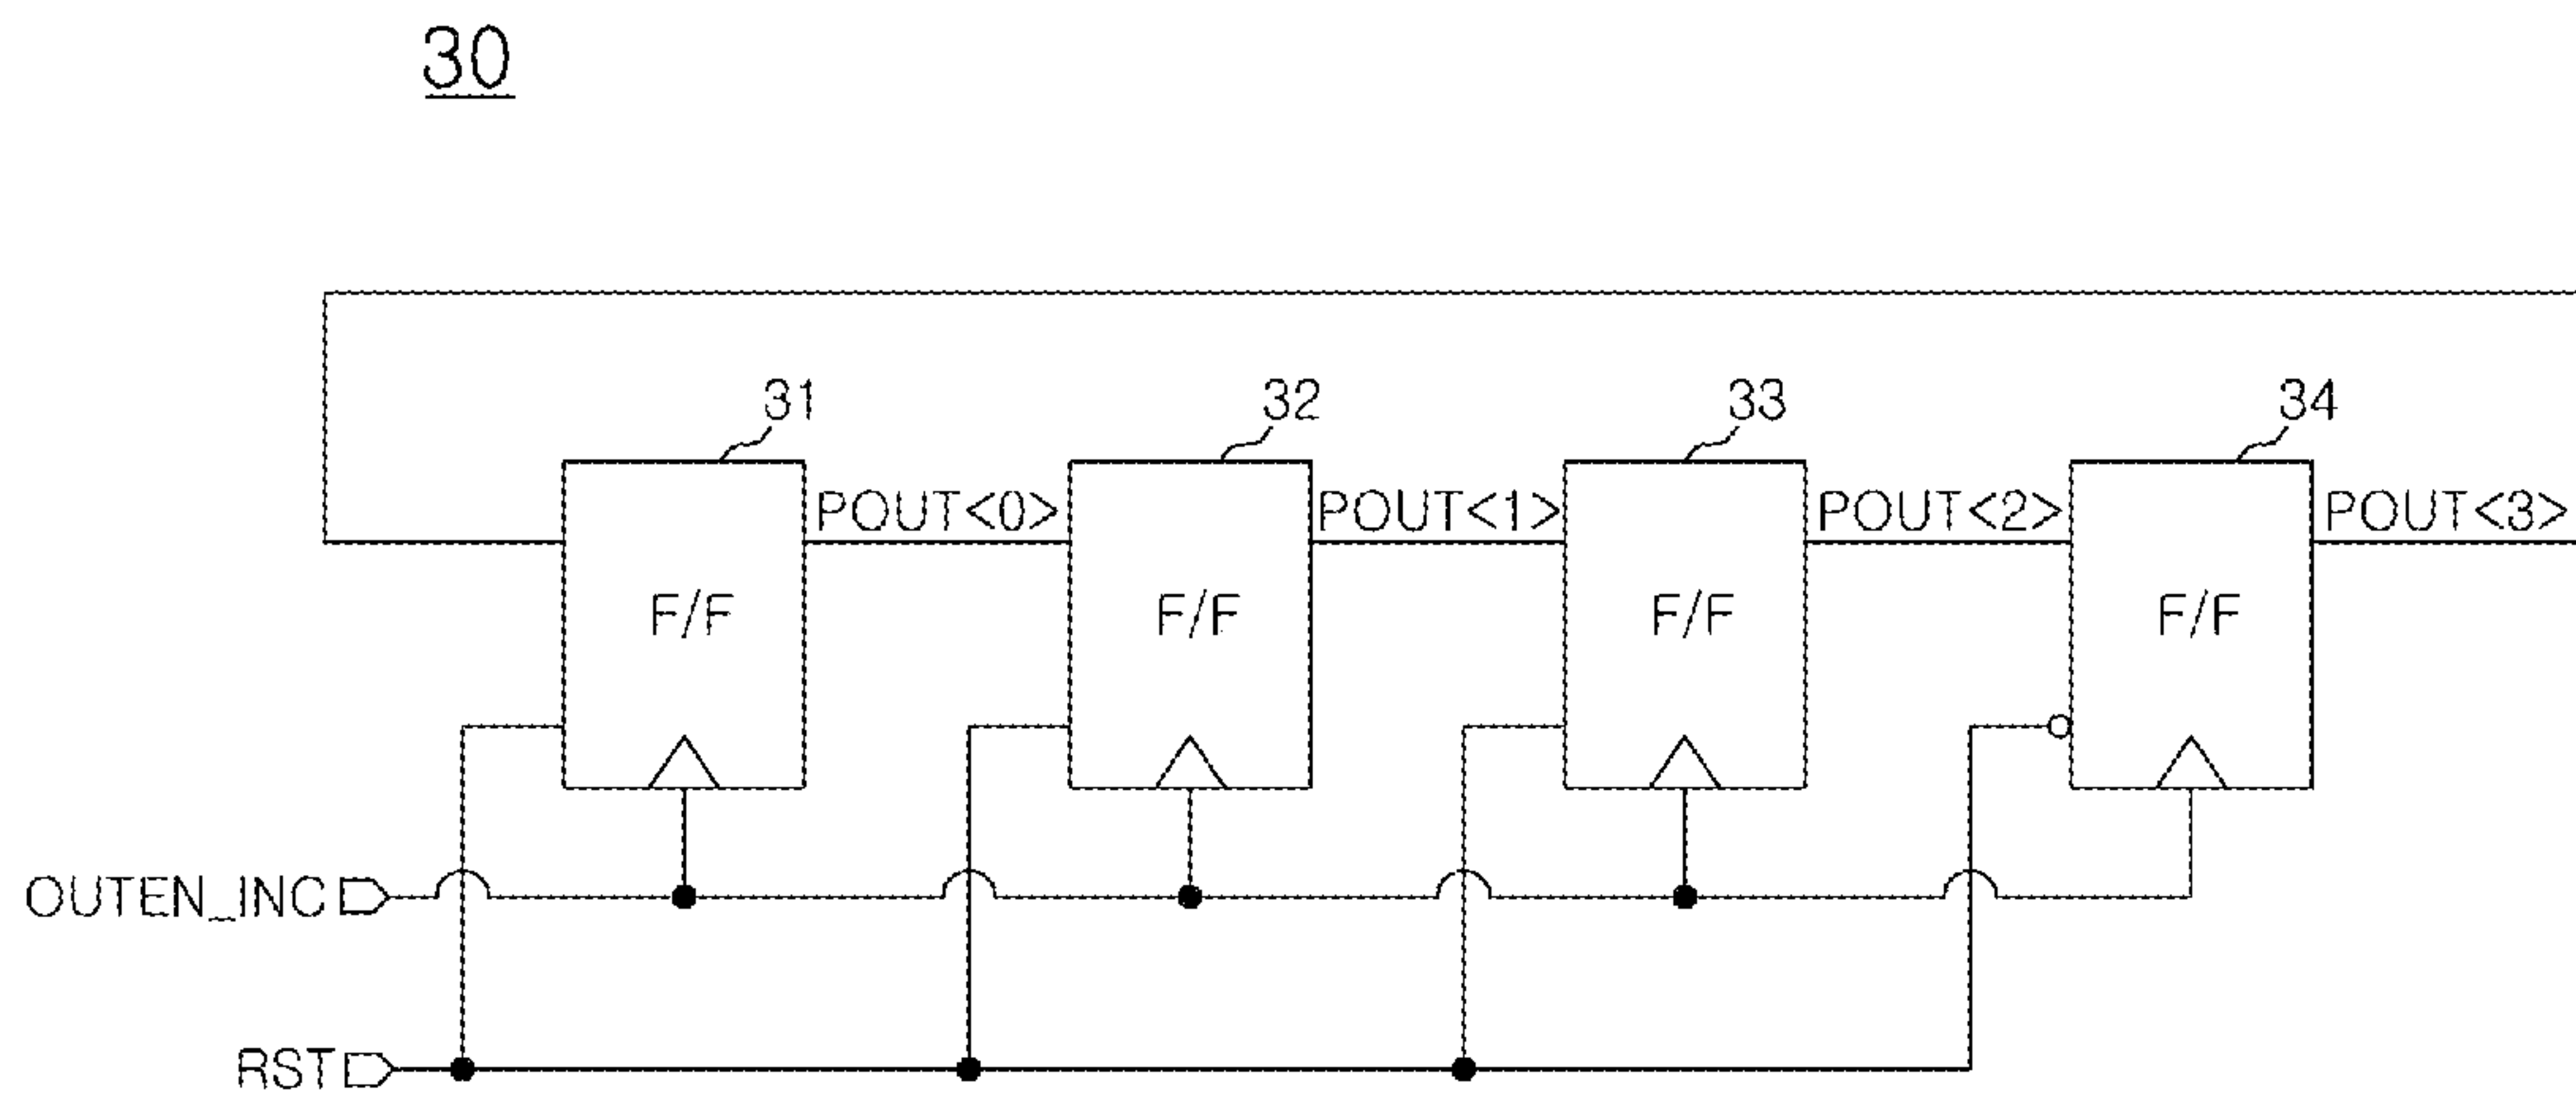 30
31 32 33 34
POUT<0> POUT<1> POUT<2> POUT<3>
F/F F/F F/F F/F
OUTEN_INC
RST